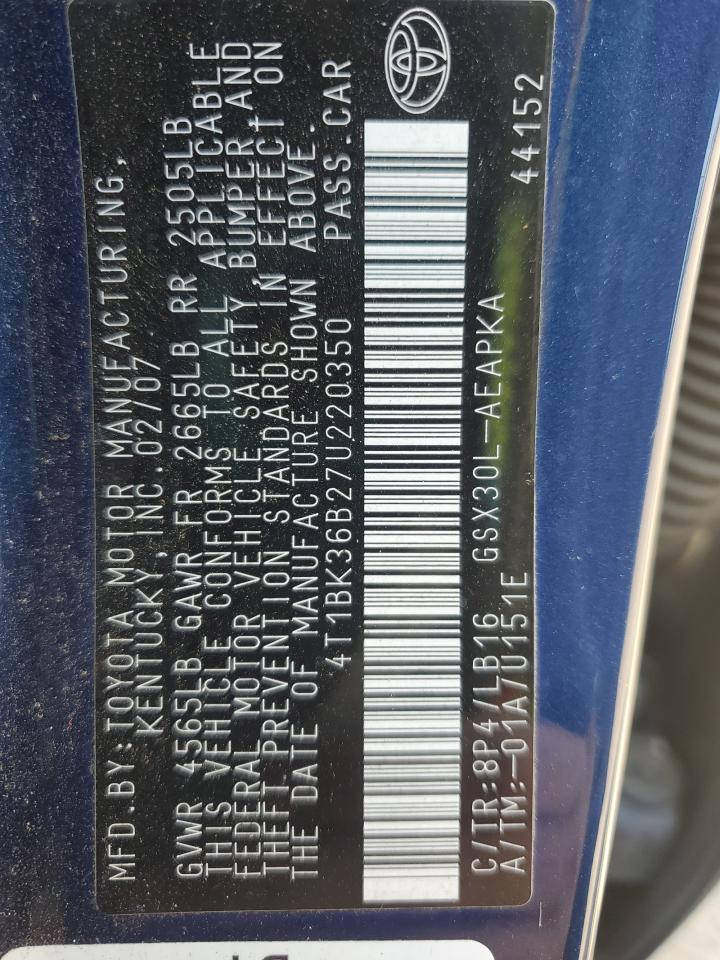 MFD.BY:TOYOTA MOTOR MANUFACTURING,
KENTUCKY,INC.02/07
GVWR 4565LB GAWR FR 2665LB RR 2505LB
THIS VEHICLE CONFORMS TO ALL APPLICABLE
FEDERAL MOTOR VEHICLE SAFETY,BUMPER,AND
THEFT PREVENTION STANDARDS IN EFFECT ON
THE DATE OF MANUFACTURE SHOWN ABOVE.
4T1BK36B27U220350 PASS.CAR
C/TR:8P4/LB16 GSX30L-AEAPKA
A/TM:-01A/U151E 44152